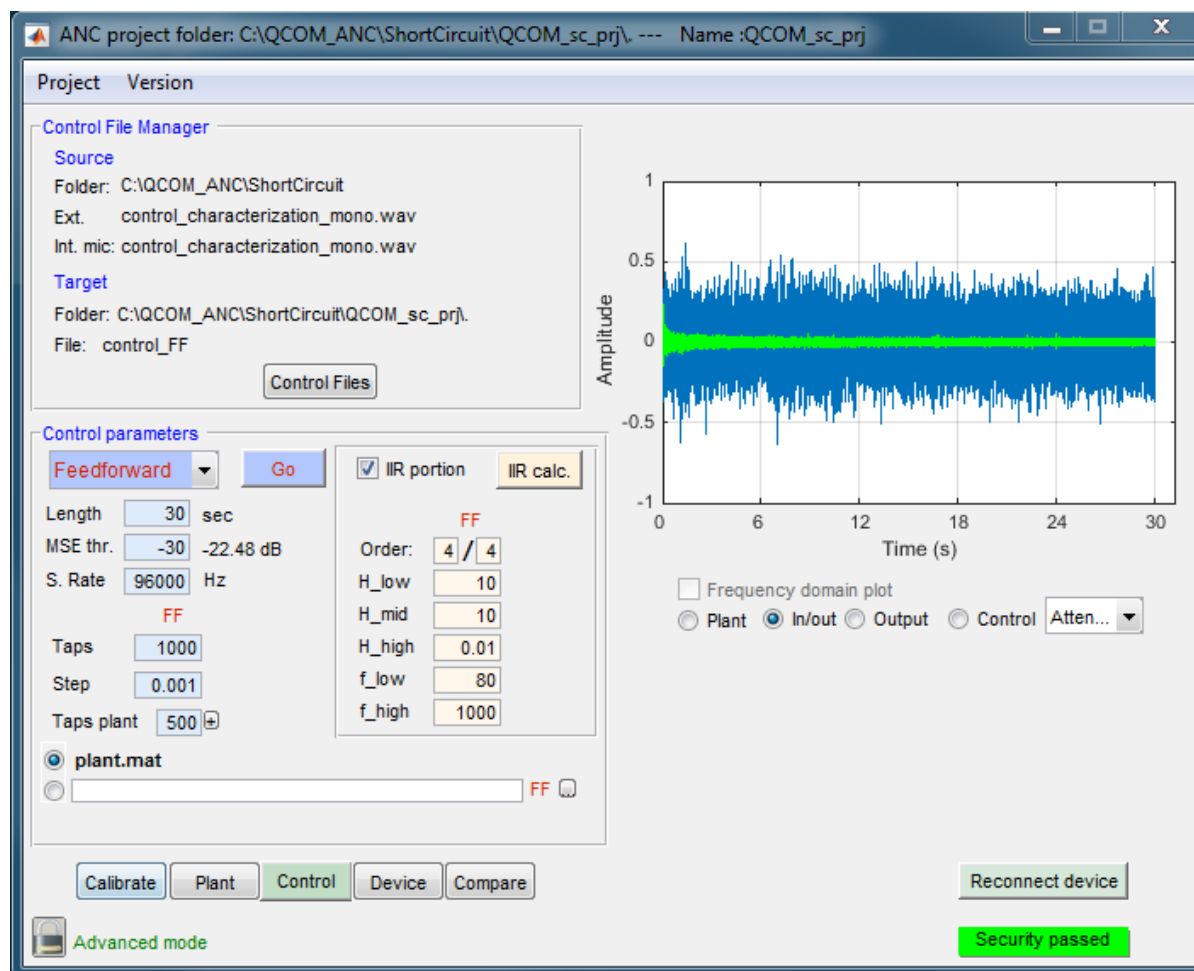 ANC project folder: C:\QCOM_ANC\ShortCircuit\QCOM_sc_prj\. --- Name :QCOM_sc_prj
Project Version
Control File Manager
Source
Folder: C:\QCOM_ANC\ShortCircuit
Ext. control_characterization_mono.wav
Int. mic: control_characterization_mono.wav
Target
Folder: C:\QCOM_ANC\ShortCircuit\QCOM_sc_prj\.
File: control_FF
Control Files
Control parameters
Feedforward Go
Length 30 sec
MSE thr. -30 -22.48 dB
S. Rate 96000 Hz
FF
Taps 1000
Step 0.001
Taps plant 500 +
IIR portion IIR calc.
FF
Order: 4 / 4
H_low 10
H_mid 10
H_high 0.01
f_low 80
f_high 1000
plant.mat
FF ...
1
0.5
0
-0.5
-1
Amplitude
0 6 12 18 24 30
Time (s)
Frequency domain plot
Plant In/out Output Control Atten...
Calibrate Plant Control Device Compare
Reconnect device
Advanced mode
Security passed